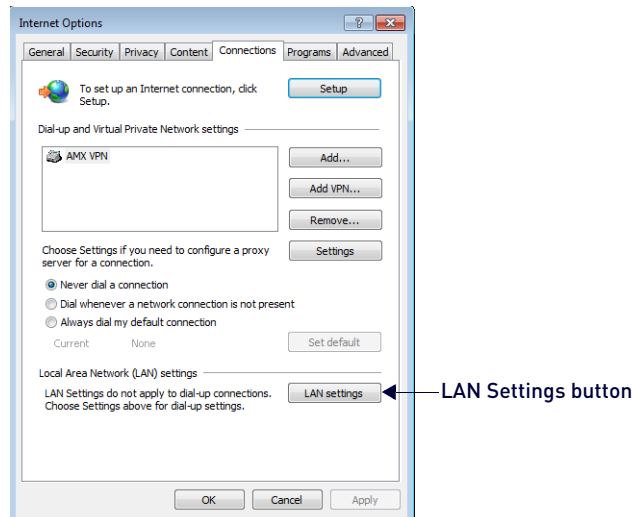 Internet Options
General Security Privacy Content Connections Programs Advanced
To set up an Internet connection, click
Setup.
Setup
Dial-up and Virtual Private Network settings
AMX VPN
Add...
Add VPN...
Remove...
Choose Settings if you need to configure a proxy
server for a connection.
Settings
Never dial a connection
Dial whenever a network connection is not present
Always dial my default connection
Current None
Set default
Local Area Network (LAN) settings
LAN Settings do not apply to dial-up connections.
Choose Settings above for dial-up settings.
LAN settings
LAN Settings button
OK Cancel Apply